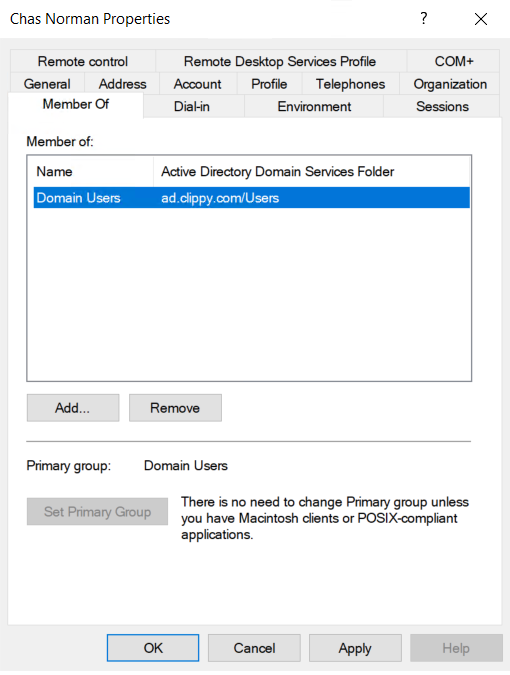 Chas Norman Properties
?
Remote control Remote Desktop Services Profile COM+
General Address Account Profile Telephones Organization
Member Of Dial-in Environment Sessions
Member of:
Name Active Directory Domain Services Folder
Domain Users ad.clippy.com/Users
Add... Remove
Primary group: Domain Users
Set Primary Group
There is no need to change Primary group unless
you have Macintosh clients or POSIX-compliant
applications.
OK Cancel Apply Help